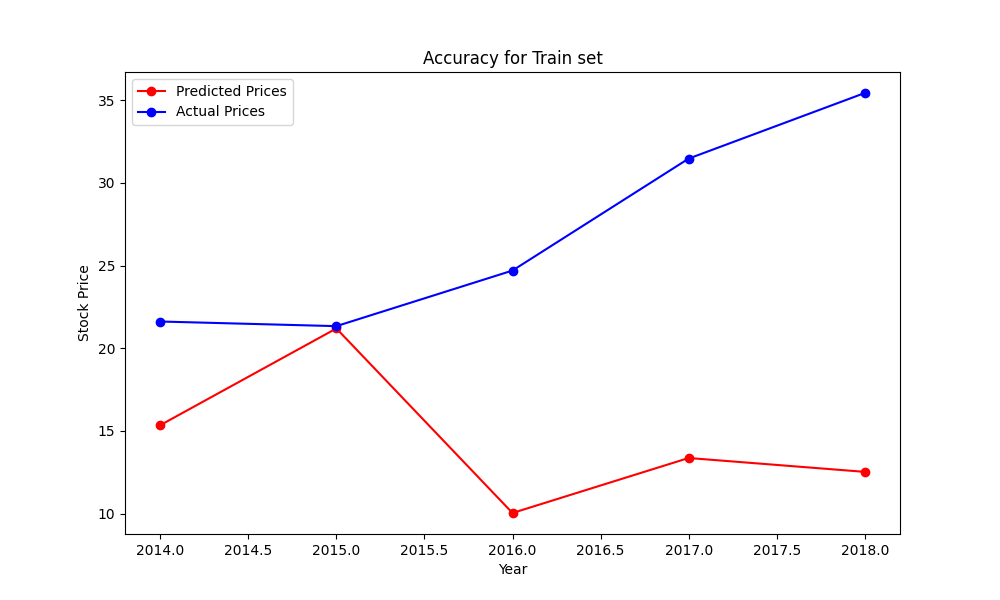 Accuracy for Train set
Predicted Prices
Actual Prices
35
30
25
20
15
10
Stock Price
2014.0 2014.5 2015.0 2015.5 2016.0 2016.5 2017.0 2017.5 2018.0
Year